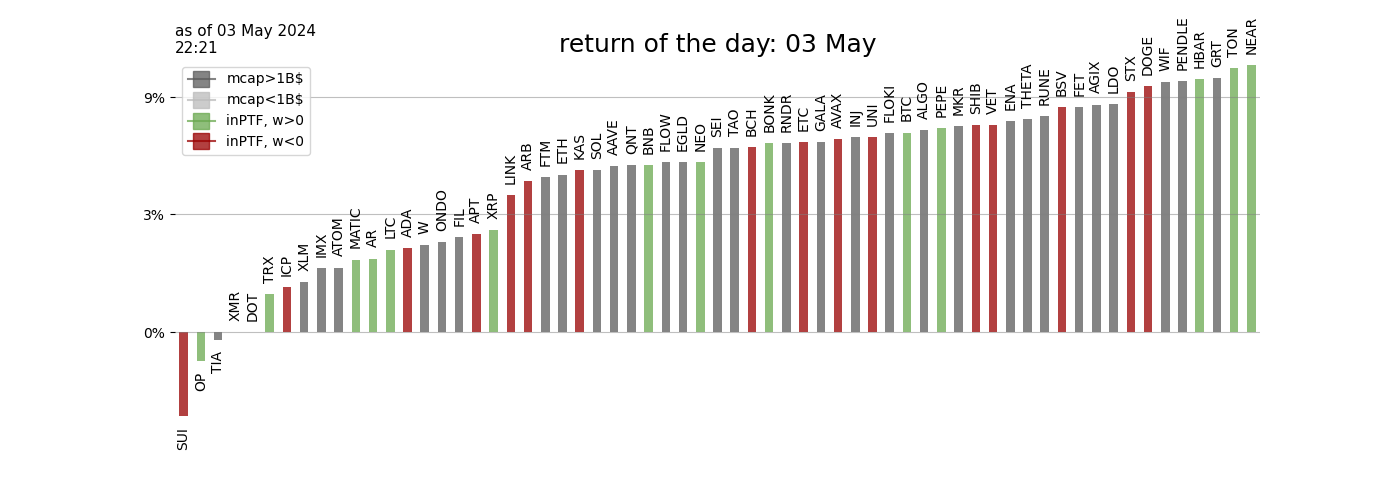 as of 03 May 2024
22:21
return of the day: 03 May
mcap>1B$
mcap<1B$
inPTF, w>0
inPTF, w<0
9%
3%
0%
SUI
OP
TIA
XMR
DOT
TRX
ICP
XLM
IMX
ATOM
MATIC
AR
LTC
ADA
W
ONDO
FIL
APT
XRP
LINK
ARB
FTM
ETH
KAS
SOL
AAVE
QNT
BNB
FLOW
EGLD
NEO
SEI
TAO
BCH
BONK
RNDR
ETC
GALA
AVAX
INJ
UNI
FLOKI
BTC
ALGO
PEPE
MKR
SHIB
VET
ENA
THETA
RUNE
BSV
FET
AGIX
LDO
STX
DOGE
WIF
PENDLE
HBAR
GRT
TON
NEAR